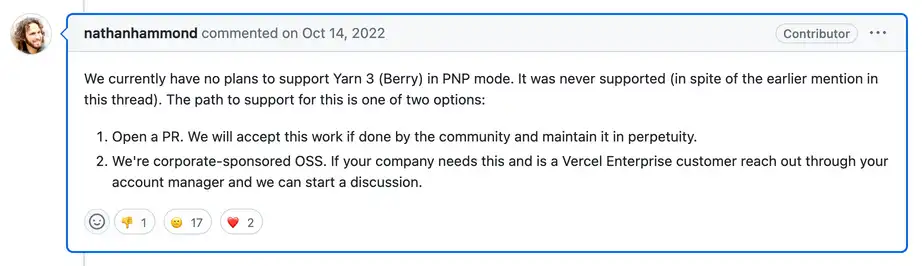 nathanhammond commented on Oct 14, 2022 Contributor ...
We currently have no plans to support Yarn 3 (Berry) in PNP mode. It was never supported (in spite of the earlier mention in
this thread). The path to support for this is one of two options:
1. Open a PR. We will accept this work if done by the community and maintain it in perpetuity.
2. We're corporate-sponsored OSS. If your company needs this and is a Vercel Enterprise customer reach out through your
account manager and we can start a discussion.
1 17 2